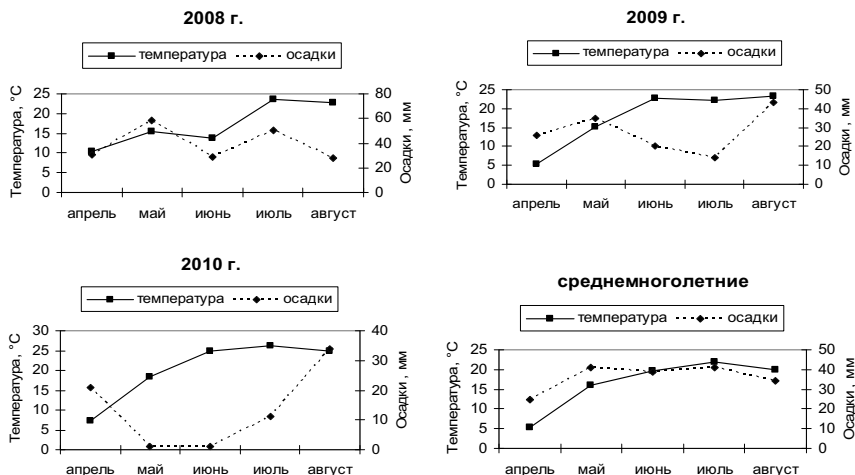 2008 г.
температура осадки
Температура, °С
25
20
15
10
5
0
80
60
40
20
0
Осадки, мм
апрель май июнь июль август
2009 г.
температура осадки
Температура, °С
25
20
15
10
5
0
50
40
30
20
10
0
Осадки, мм
апрель май июнь июль август
2010 г.
температура осадки
Температура, °С
30
25
20
15
10
5
0
40
30
20
10
0
Осадки, мм
апрель май июнь июль август
среднемноголетние
температура осадки
Температура, °С
25
20
15
10
5
0
50
40
30
20
10
0
Осадки, мм
апрель май июнь июль август